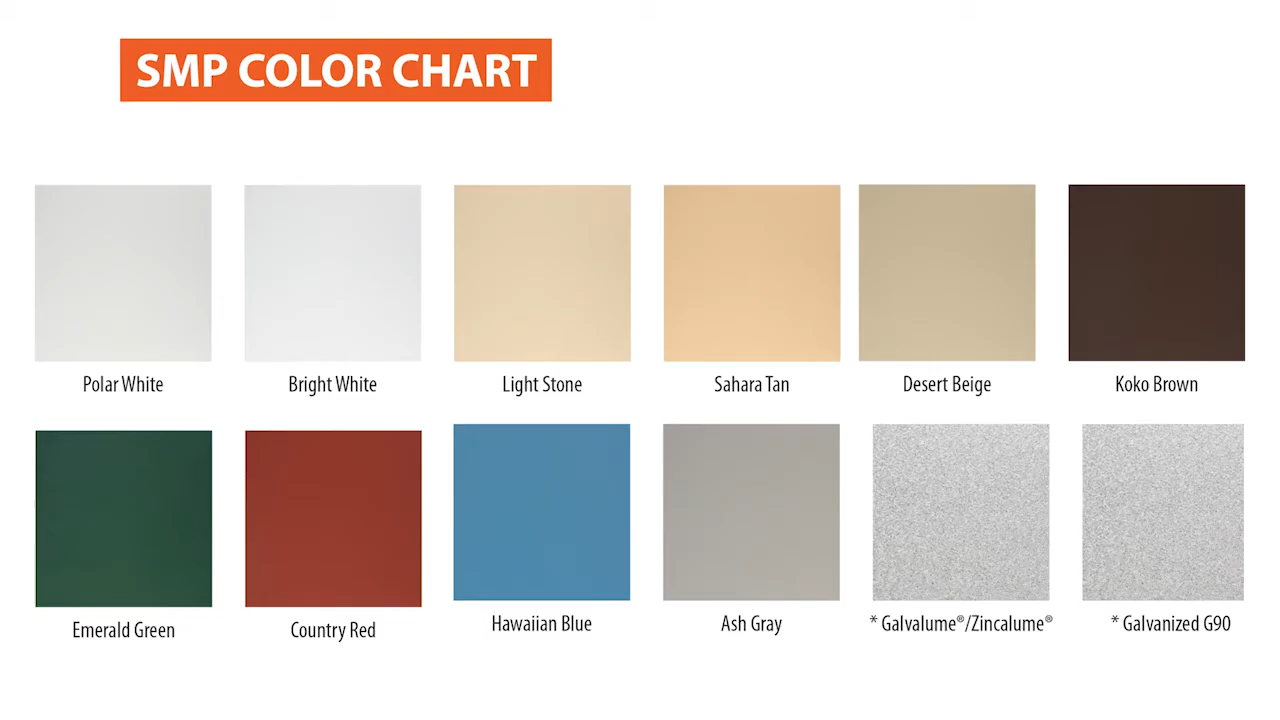 SMP COLOR CHART
Polar White
Bright White
Light Stone
Sahara Tan
Desert Beige
Koko Brown
Emerald Green
Country Red
Hawaiian Blue
Ash Gray
* Galvalume®/Zincalume®
* Galvanized G90